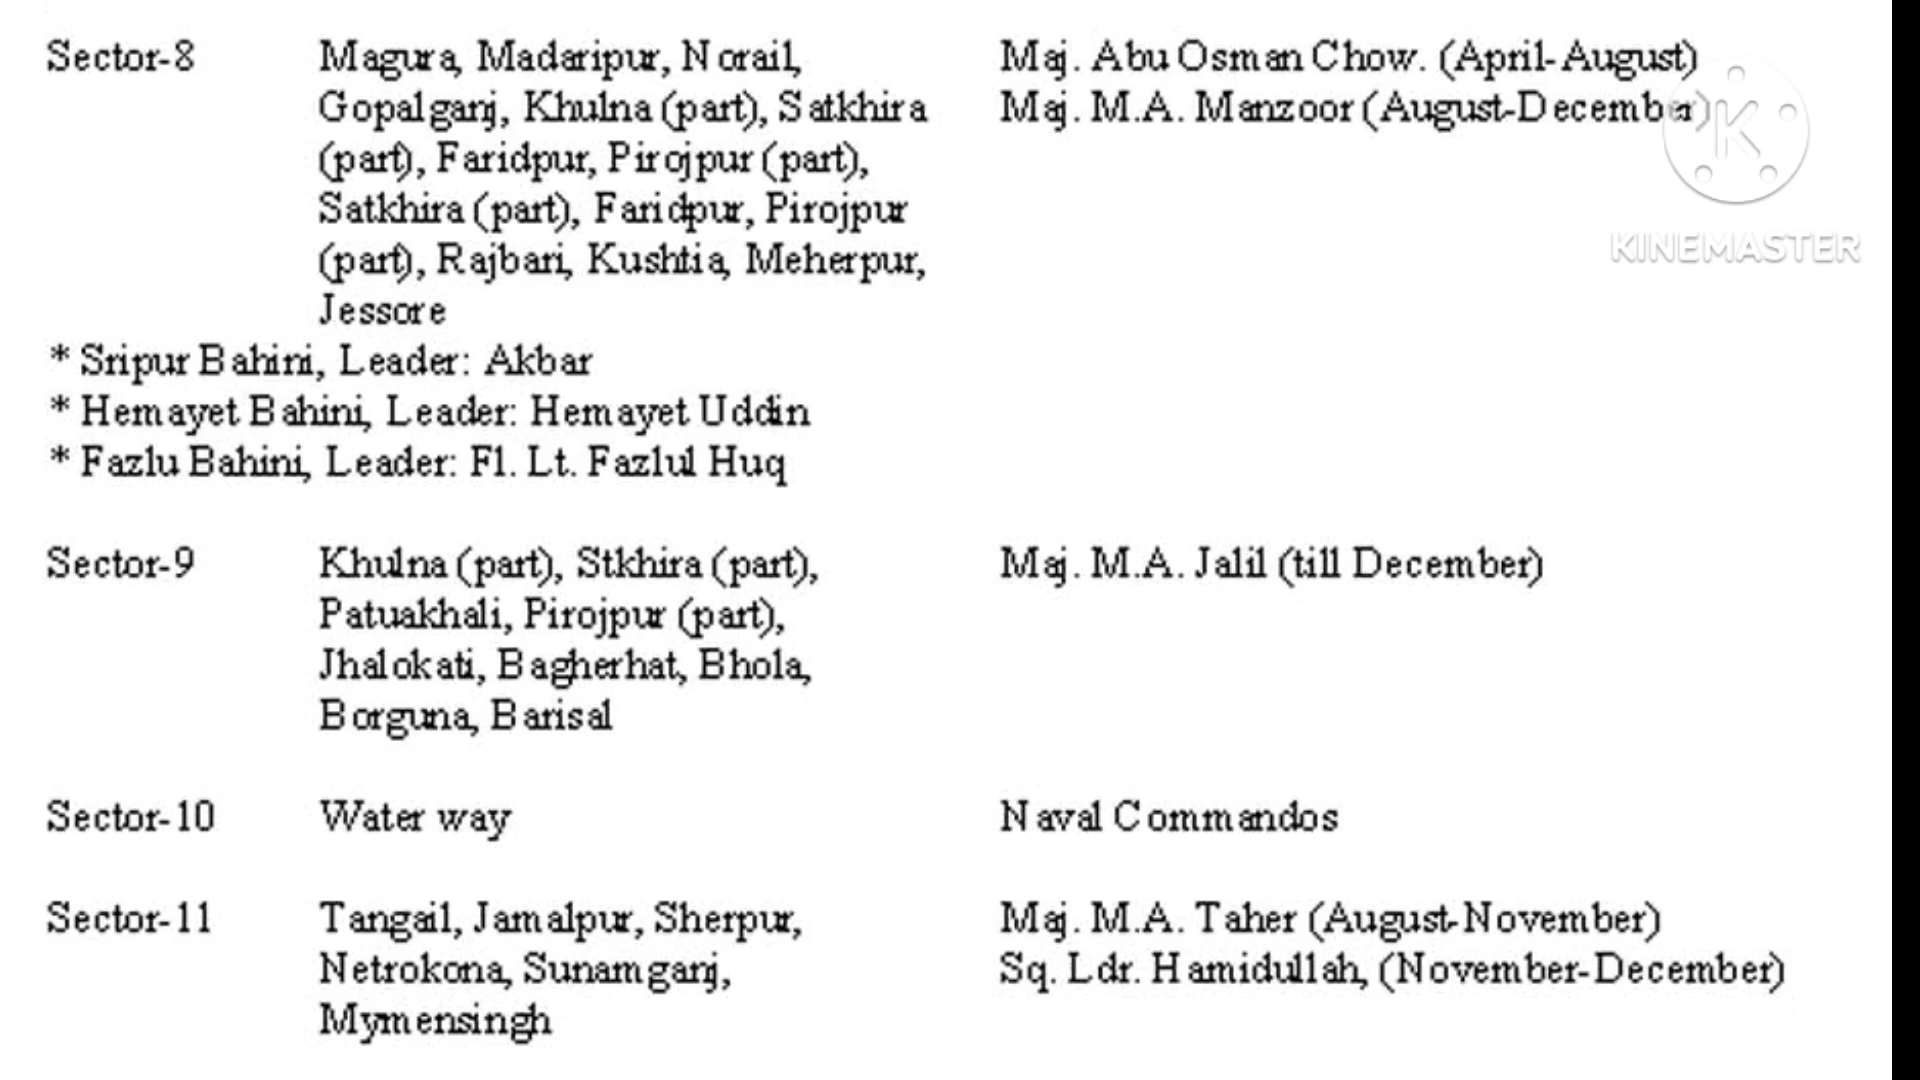 Sector-8 Magura, Madaripur, Norail, Maj. Abu Osman Chow. (April-August)
Gopalganj, Khulna (part), Satkhira Maj. M.A. Manzoor (August-December)
(part), Faridpur, Pirojpur (part),
Satkhira (part), Faridpur, Pirojpur
(part), Rajbari, Kushtia, Meherpur,
Jessore
* Sripur Bahini, Leader: Akbar
* Hemayet Bahini, Leader: Hemayet Uddin
* Fazlu Bahini, Leader: Fl. Lt. Fazlul Huq
Sector-9 Khulna (part), Stkhira (part), Maj. M.A. Jalil (till December)
Patuakhali, Pirojpur (part),
Jhalokati, Bagherhat, Bhola,
Borguna, Barisal
Sector-10 Water way Naval Commandos
Sector-11 Tangail, Jamalpur, Sherpur, Maj. M.A. Taher (August-November)
Netrokona, Sunamganj, Sq. Ldr. Hamidullah, (November-December)
Mymensingh
K
KINEMASTER